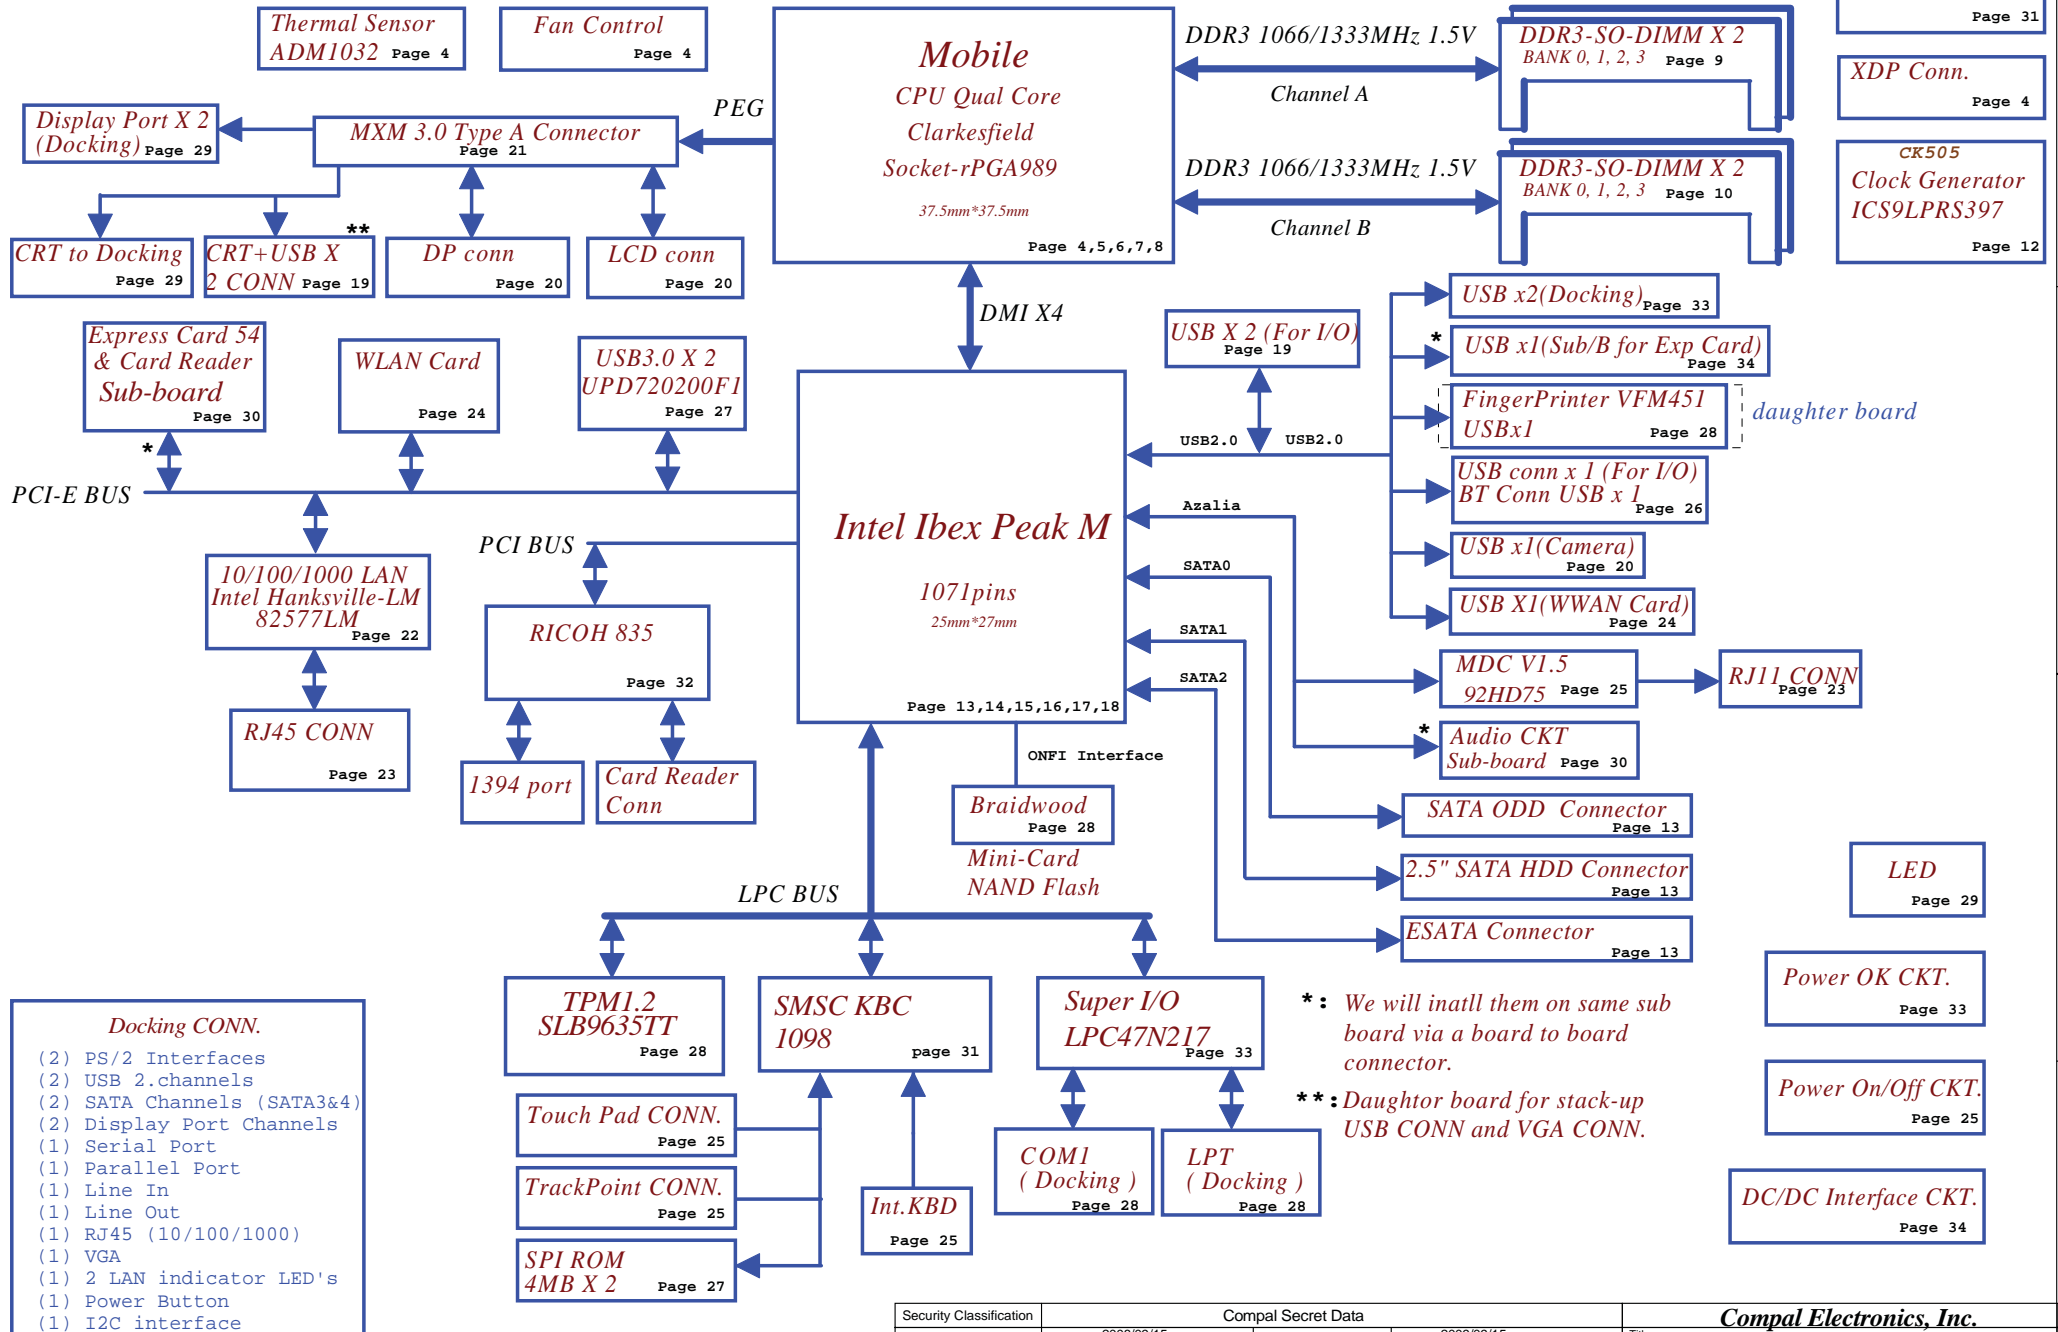 Thermal Sensor
ADM1032 Page 4
Fan Control
Page 4
Mobile
CPU Qual Core
Clarkesfield
Socket-rPGA989
37.5mm*37.5mm
Page 4,5,6,7,8
DDR3 1066/1333MHz 1.5V
Channel A
DDR3-SO-DIMM X 2
BANK 0, 1, 2, 3 Page 9
Page 31
XDP Conn.
Page 4
PEG
Display Port X 2
(Docking) Page 29
MXM 3.0 Type A Connector
Page 21
DDR3 1066/1333MHz 1.5V
Channel B
DDR3-SO-DIMM X 2
BANK 0, 1, 2, 3 Page 10
CK505
Clock Generator
ICS9LPRS397
Page 12
CRT to Docking
Page 29
**
CRT+USB X
2 CONN Page 19
DP conn
Page 20
LCD conn
Page 20
DMI X4
USB X 2 (For I/O)
Page 19
USB x2(Docking)
Page 33
*
USB x1(Sub/B for Exp Card)
Page 34
FingerPrinter VFM451
USBx1 Page 28
daughter board
USB conn x 1 (For I/O)
BT Conn USB x 1
Page 26
USB x1(Camera)
Page 20
USB X1(WWAN Card)
Page 24
Express Card 54
& Card Reader
Sub-board
Page 30
*
WLAN Card
Page 24
USB3.0 X 2
UPD720200F1
Page 27
PCI-E BUS
PCI BUS
Intel Ibex Peak M
1071pins
25mm*27mm
Page 13,14,15,16,17,18
USB2.0 USB2.0
Azalia
SATA0
SATA1
SATA2
10/100/1000 LAN
Intel Hanksville-LM
82577LM
Page 22
RICOH 835
Page 32
MDC V1.5
92HD75 Page 25
RJ11 CONN
Page 23
RJ45 CONN
Page 23
1394 port
Card Reader
Conn
ONFI Interface
Braidwood
Page 28
Mini-Card
NAND Flash
*
Audio CKT
Sub-board Page 30
SATA ODD Connector
Page 13
2.5" SATA HDD Connector
Page 13
ESATA Connector
Page 13
LED
Page 29
LPC BUS
TPM1.2
SLB9635TT
Page 28
SMSC KBC
1098 page 31
Super I/O
LPC47N217
Page 33
*: We will inatll them on same sub
board via a board to board
connector.
**: Daughtor board for stack-up
USB CONN and VGA CONN.
Power OK CKT.
Page 33
Power On/Off CKT.
Page 25
DC/DC Interface CKT.
Page 34
Touch Pad CONN.
Page 25
TrackPoint CONN.
Page 25
SPI ROM
4MB X 2 Page 27
Int.KBD
Page 25
COM1
( Docking )
Page 28
LPT
( Docking )
Page 28
Docking CONN.
(2) PS/2 Interfaces
(2) USB 2.channels
(2) SATA Channels (SATA3&4)
(2) Display Port Channels
(1) Serial Port
(1) Parallel Port
(1) Line In
(1) Line Out
(1) RJ45 (10/100/1000)
(1) VGA
(1) 2 LAN indicator LED's
(1) Power Button
(1) I2C interface
Security Classification
Compal Secret Data
Compal Electronics, Inc.